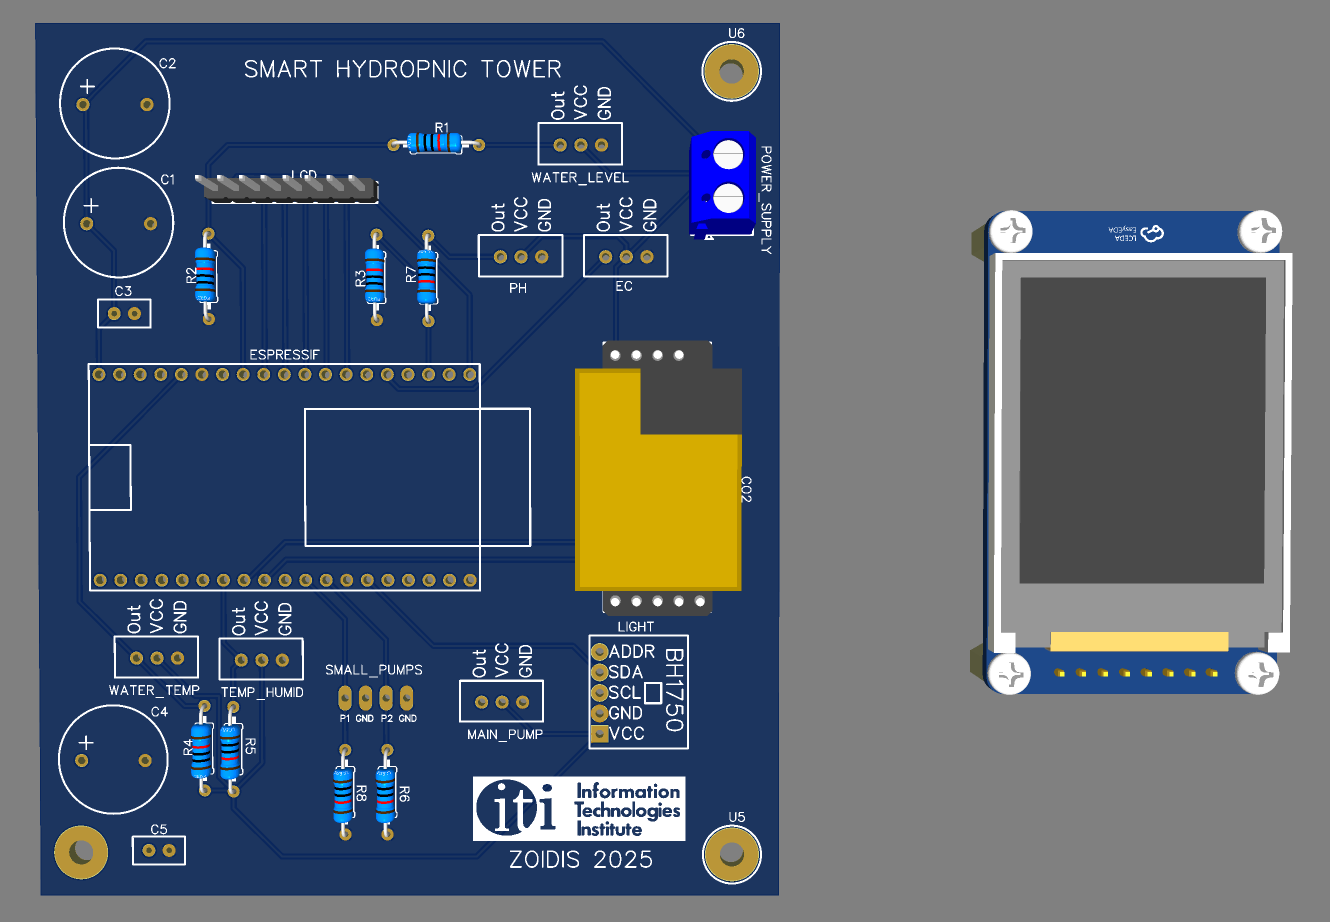 U6
C2
SMART HYDROPNIC TOWER
Out VCC GND
R1
WATER_LEVEL
POWER_SUPPLY
C1
LCD
Out VCC GND
Out VCC GND
R2
R3
R7
PH
EC
C3
ESPRESSIF
CO2
LCEDA
EasyEDA
Out VCC GND
Out VCC GND
LIGHT
ADDR
SDA
SCL
GND
VCC
BH1750
SMALL_PUMPS
Out VCC GND
WATER_TEMP
TEMP_HUMID
P1 GND P2 GND
MAIN_PUMP
C4
R4
R5
R8
R6
iti
Information
Technologies
Institute
U5
C5
ZOIDIS 2025